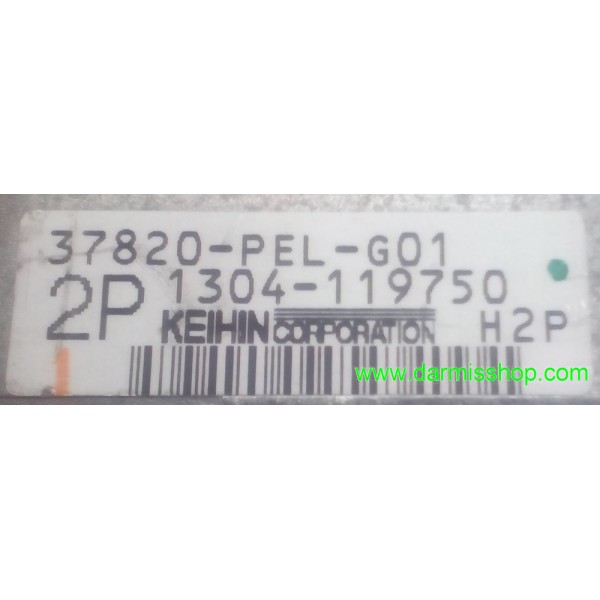 37820-PEL-G01
2P 1304-119750
KEIHIN CORPORATION H2P
www.darmisshop.com